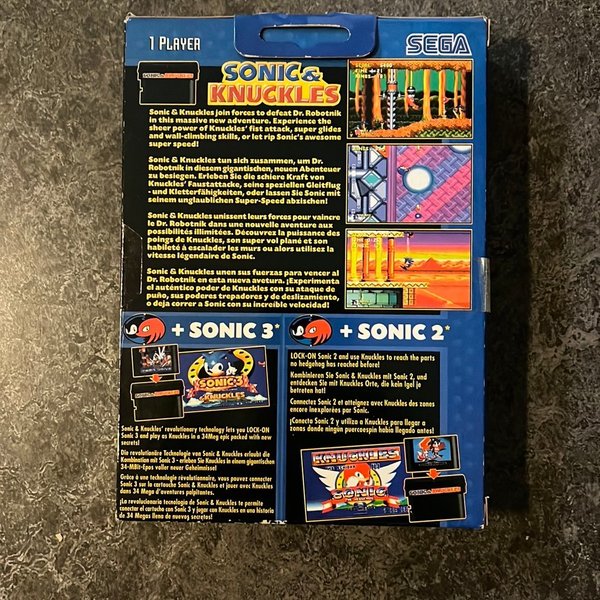 1 PLAYER
SEGA
SONIC &
KNUCKLES
Sonic & Knuckles join forces to defeat Dr. Robotnik
in this massive new adventure. Experience the
sheer power of Knuckles' fist attack, super glides
and wall-climbing skills, or let rip Sonic's awesome
super speed!
Sonic & Knuckles tun sich zusammen, um Dr.
Robotnik in diesem gigantischen, neuen Abenteuer
zu besiegen. Erleben Sie die schiere Kraft von
Knuckles' Faustattacke, seine speziellen Gleitflug
- und Kletterfähigkeiten, oder lassen Sie Sonic mit
seinem unglaublichen Super-Speed abzischen!
Sonic & Knuckles unissent leurs forces pour vaincre
le Dr. Robotnik dans une nouvelle aventure aux
possibilités illimitées. Découvrez la puissance des
poings de Knuckles, son super vol plané et son
habileté à escalader les murs ou alors utilisez la
vitesse légendaire de Sonic.
Sonic & Knuckles unen sus fuerzas para vencer al
Dr. Robotnik en esta nueva avetura. ¡Experimenta
el auténtico poder de Knuckles con su ataque de
puño, sus poderes trepadores y de deslizamiento,
o deja correr a Sonic con su increíble velocidad!
+ SONIC 3*
SONIC 3
KNUCKLES
Sonic & Knuckles' revolutionary technology lets you LOCK-ON
Sonic 3 and play as Knuckles in a 34Meg epic packed with new
secrets!
Die revolutionäre Technologie van Sonic & Knuckles erlaubt die
Kombination mit Sonic 3 - erleben Sie Knuckles in einem gigantischen
34-MBit-Epos voller neuer Geheimnisse!
Grâce à une technologie révolutionnaire, vous pouvez connecter
Sonic 3 sur la cartouche Sonic & Knuckles et jouer avec Knuckles
dans 34 Mega d'aventures palpitantes.
¡La revolucionario tecnología de Sonic & Knuckles te permite
conectar el cartucho con Sonic 3 y jugar con Knuckles en una historia
de 34 Megas lleno de nuevos secretos!
+ SONIC 2*
LOCK-ON Sonic 2 and use Knuckles to reach the parts
no hedgehog has reached before!
Kombinieren Sie Sonic & Knuckles mit Sonic 2, und
entdecken Sie mit Knuckles Orte, die kein Igel je
betreten hat!
Connectez Sonic 2 et atteignez avec Knuckles des zones
encore inexplorées par Sonic.
¡Conecta Sonic 2 y utiliza a Knuckles para llegar a
zonas donde ningún puercoespín había llegado antes!
KNUCKLES
SONIC